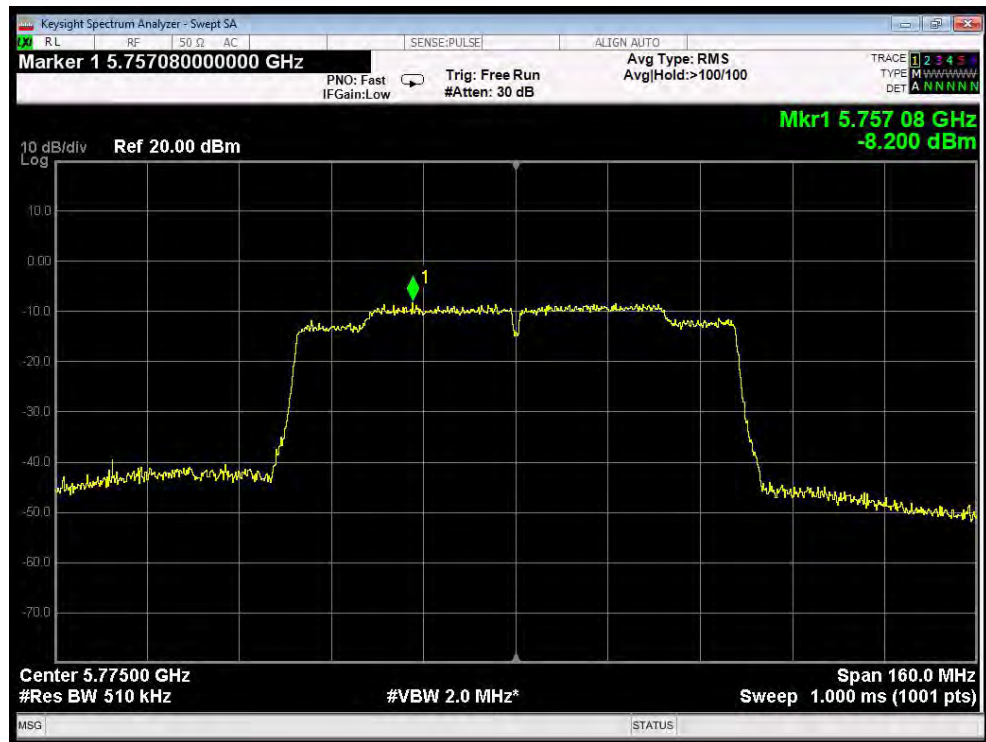 Keysight Spectrum Analyzer - Swept SA
LXI RL RF 50 Ω AC SENSE:PULSE ALIGN AUTO
Marker 1 5.757080000000 GHz
PNO: Fast
IFGain:Low
Trig: Free Run
#Atten: 30 dB
Avg Type: RMS
Avg|Hold:>100/100
TRACE 1 2 3 4 5 6
TYPE M WWWWW
DET A N N N N N
Mkr1 5.757 08 GHz
-8.200 dBm
10 dB/div Ref 20.00 dBm
Log
10.0
0.00
1
-10.0
-20.0
-30.0
-40.0
-50.0
-60.0
-70.0
Center 5.77500 GHz Span 160.0 MHz
#Res BW 510 kHz #VBW 2.0 MHz* Sweep 1.000 ms (1001 pts)
MSG STATUS